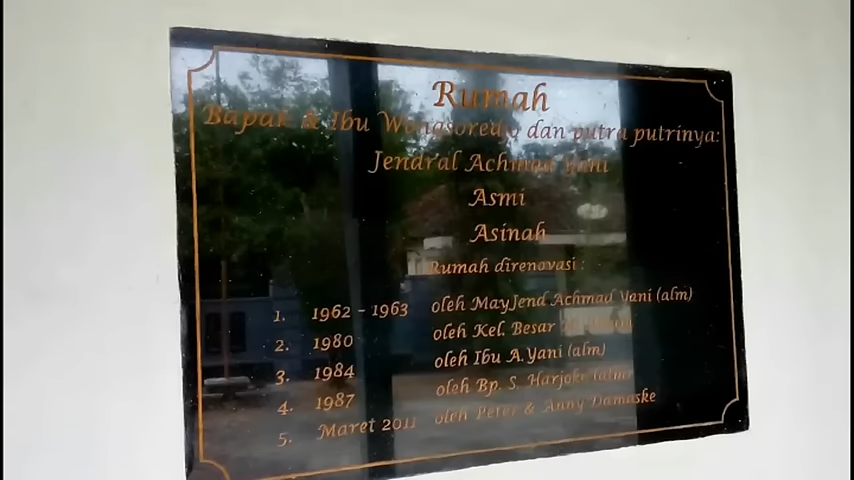 Rumah
Bapak & Ibu Wongsoredjo dan putra putrinya:
Jendral Achmad Yani
Asmi
Asinah
Rumah direnovasi :
1. 1962 - 1963 oleh MayJend Achmad Yani (alm)
2. 1980 oleh Kel. Besar
3. 1984 oleh Ibu A.Yani (alm)
4. 1987 oleh Bp. S. Harjoko
5. Maret 2011 oleh Peter & Anny Damaske